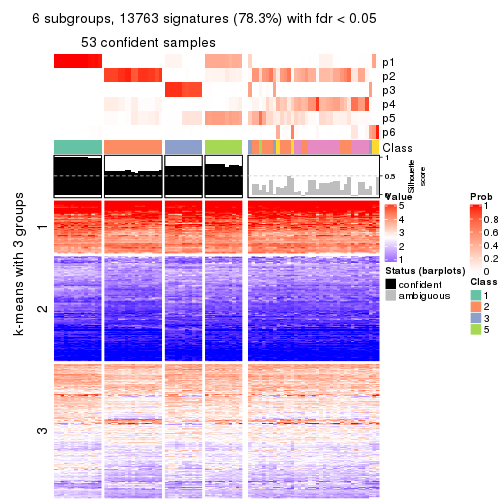 6 subgroups, 13763 signatures (78.3%) with fdr < 0.05
53 confident samples
p1
p2
p3
p4
p5
p6
Class
1
0.5
0
Silhouette
score
k-means with 3 groups
1
2
3
Value
5
4
3
2
1
Status (barplots)
confident
ambiguous
Prob
1
0.8
0.6
0.4
0.2
0
Class
1
2
3
5